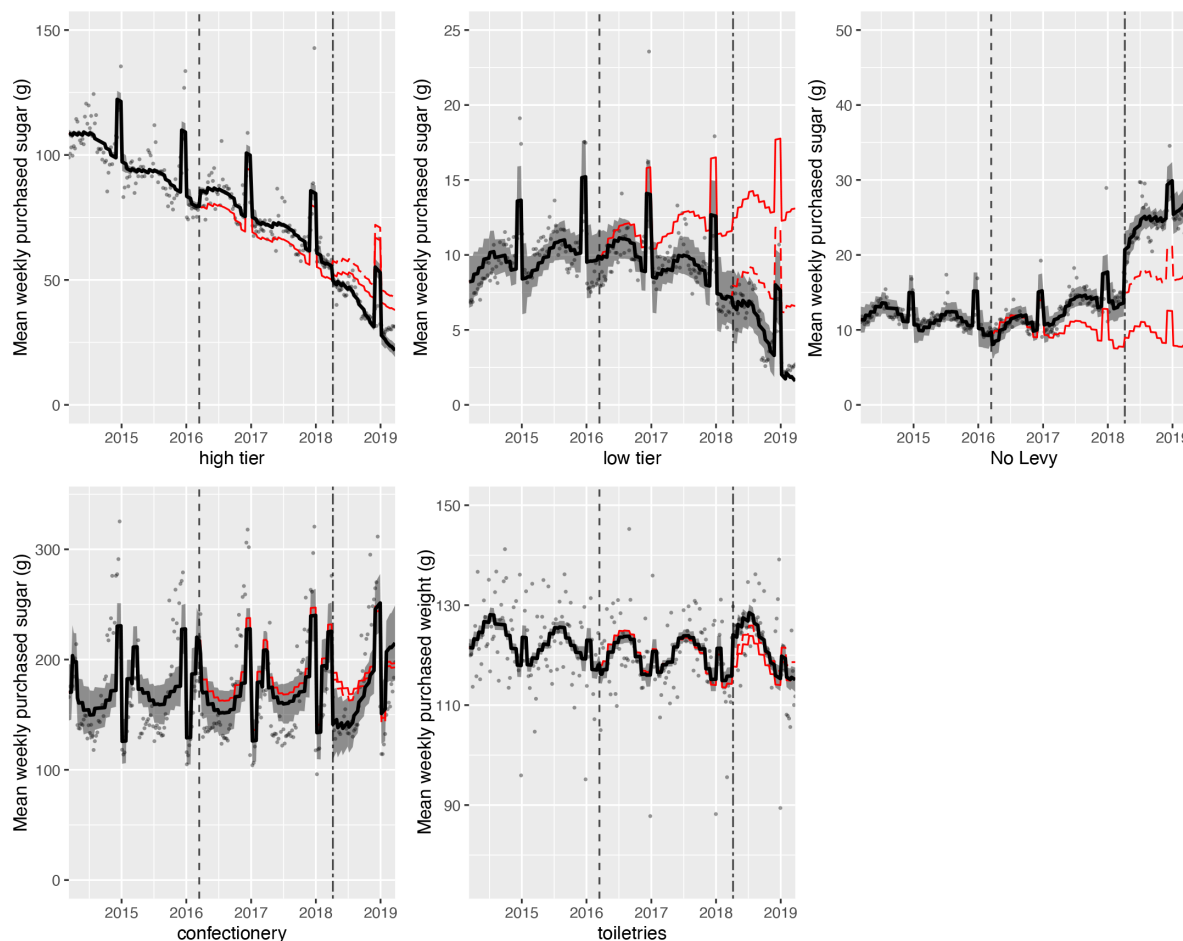 Mean weekly purchased sugar (g)
150
100
50
0
2015 2016 2017 2018 2019
high tier
Mean weekly purchased sugar (g)
25
20
15
10
5
0
2015 2016 2017 2018 2019
low tier
Mean weekly purchased sugar (g)
50
40
30
20
10
0
2015 2016 2017 2018 2019
No Levy
Mean weekly purchased sugar (g)
300
200
100
0
2015 2016 2017 2018 2019
confectionery
Mean weekly purchased weight (g)
150
130
110
90
2015 2016 2017 2018 2019
toiletries